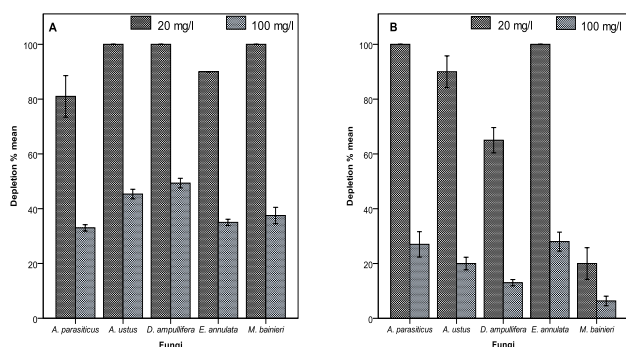 A
20 mg/l
100 mg/l
100
80
60
40
20
0
Depletion % mean
A. parasiticus
A. ustus
D. ampullifera
E. annulata
M. bainieri
Fungi
B
20 mg/l
100 mg/l
100
80
60
40
20
0
Depletion % mean
A. parasiticus
A. ustus
D. ampullifera
E. annulata
M. bainieri
Fungi